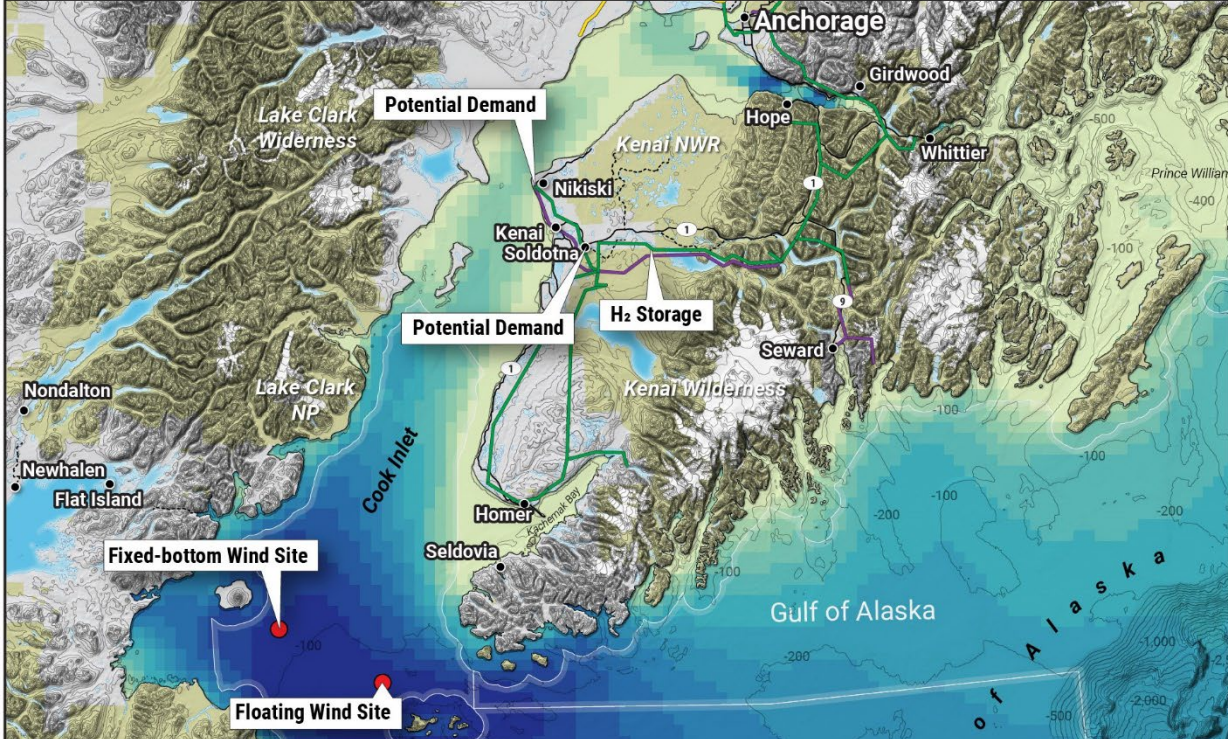 Anchorage
Girdwood
Potential Demand
Lake Clark
Widerness
Hope
-500
Kenai NWR
Whittier
Prince William
Nikiski
1
-400
Kenai
1
Soldotna
-100
H₂ Storage
9
Potential Demand
Seward
1
Kenai Wilderness
Lake Clark
NP
Nondalton
-100
Cook Inlet
-100
Newhalen
Flat Island
-100
Homer
Kachemak Bay
-200
-200
Fixed-bottom Wind Site
Seldovia
-100
Gulf of Alaska
of Alaska
-100
-200
-1,000
Floating Wind Site
-500
-2,000